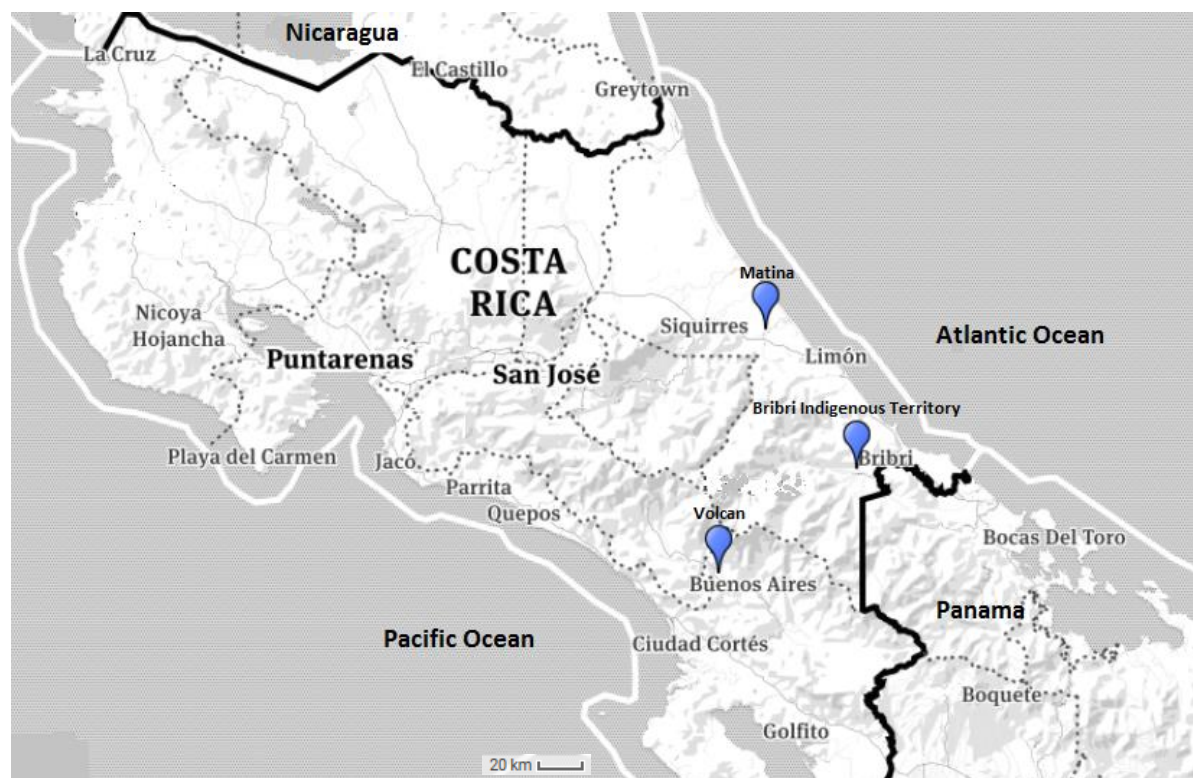 Nicaragua
La Cruz
El Castillo
Greytown
COSTA
RICA
Matina
Nicoya
Hojancha
Siquirres
Atlantic Ocean
Puntarenas
Limón
San José
Bribri Indigenous Territory
Playa del Carmen
Jacó
Bribri
Parrita
Quepos
Volcan
Bocas Del Toro
Buenos Aires
Panama
Pacific Ocean
Ciudad Cortés
Boquete
Golfito
20 km